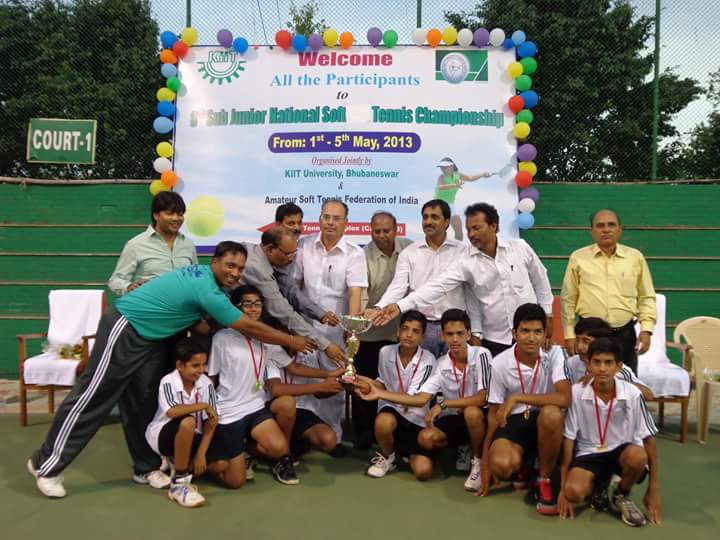 COURT-1
KiiT
Welcome
All the Participants
to
Sub Junior National Soft Tennis Championship
From: 1st - 5th May, 2013
Organised Jointly by
KIIT University, Bhubaneswar
&
Amateur Soft Tennis Federation of India